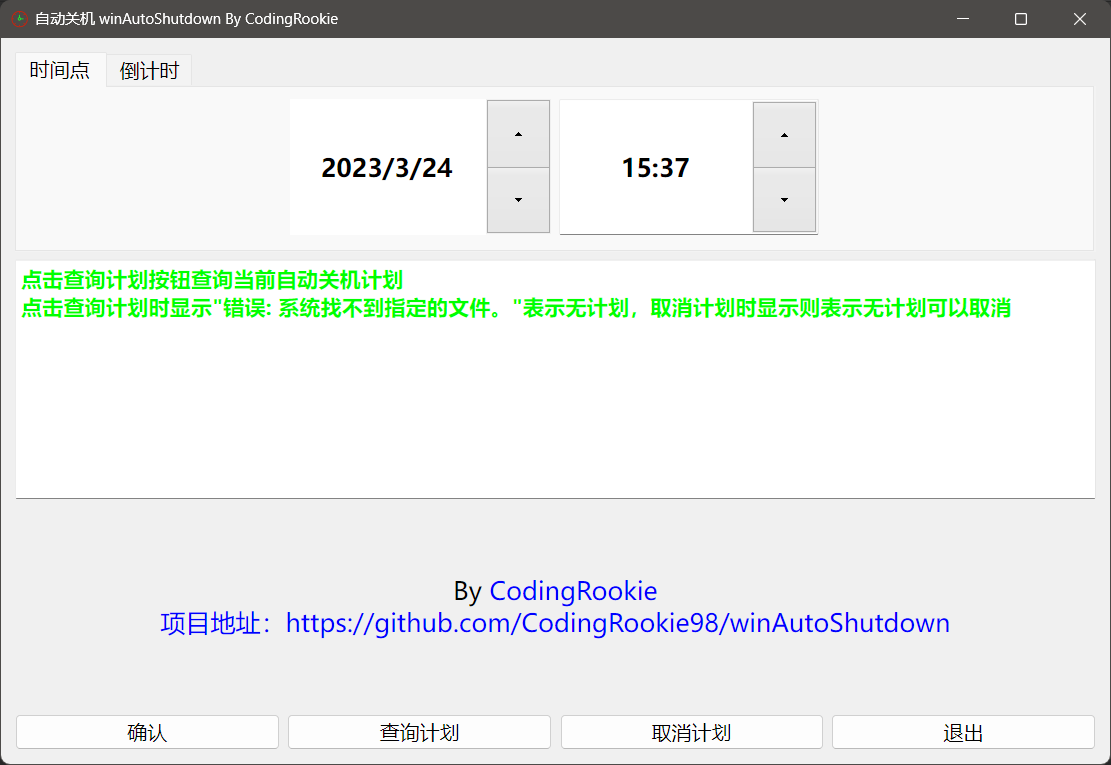 自动关机 winAutoShutdown By CodingRookie
时间点
倒计时
2023/3/24
15:37
点击查询计划按钮查询当前自动关机计划
点击查询计划时显示"错误: 系统找不到指定的文件。"表示无计划，取消计划时显示则表示无计划可以取消
By CodingRookie
项目地址：https://github.com/CodingRookie98/winAutoShutdown
确认
查询计划
取消计划
退出